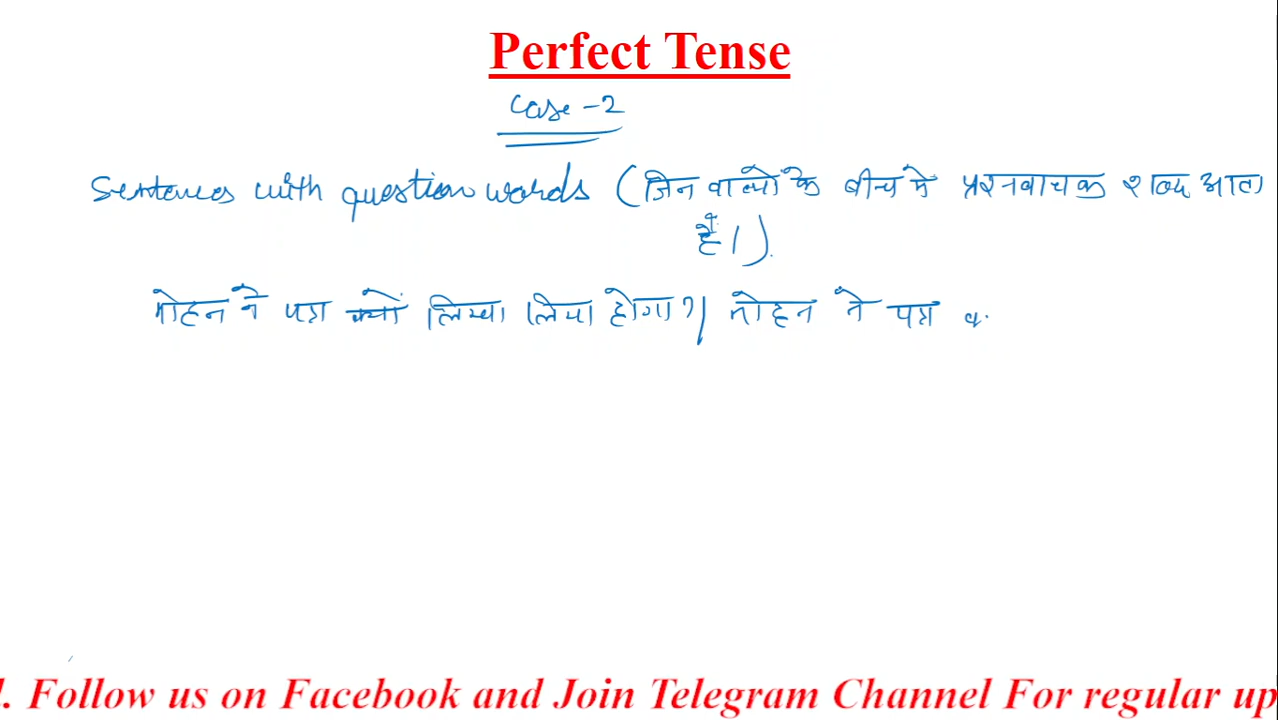 Perfect Tense
Case - 2
Sentences with question words (जिन वाक्यों के बीच में प्रश्नवाचक शब्द आता
है।).
मोहन ने पत्र क्यों लिखा लिया होगा?| मोहन ने पत्र
l. Follow us on Facebook and Join Telegram Channel For regular up